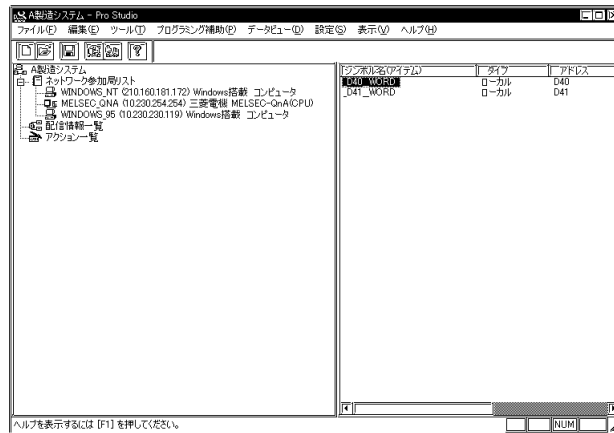 A製造システム - Pro Studio
ファイル(F) 編集(E) ツール(T) プログラミング補助(P) データビュー(D) 設定(S) 表示(V) ヘルプ(H)
A製造システム
ネットワーク参加局リスト
WINDOWS_NT (210.160.181.172) Windows搭載 コンピュータ
MELSEC_QNA (10.230.254.254) 三菱電機 MELSEC-QnA(CPU)
WINDOWS_95 (10.230.230.119) Windows搭載 コンピュータ
配信情報一覧
アクション一覧
シンボル名(アイテム) タイプ アドレス
_D40__WORD ローカル D40
_D41__WORD ローカル D41
ヘルプを表示するには [F1] を押してください。
NUM